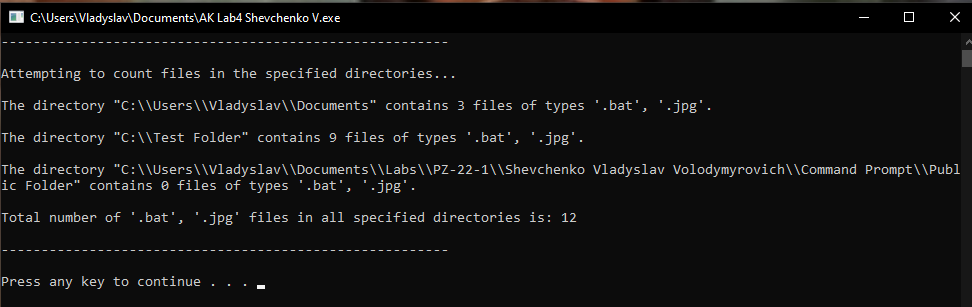 C:\Users\Vladyslav\Documents\AK Lab4 Shevchenko V.exe
--------------------------------------------------------
Attempting to count files in the specified directories...
The directory "C:\\Users\\Vladyslav\\Documents" contains 3 files of types '.bat', '.jpg'.
The directory "C:\\Test Folder" contains 9 files of types '.bat', '.jpg'.
The directory "C:\\Users\\Vladyslav\\Documents\\Labs\\PZ-22-1\\Shevchenko Vladyslav Volodymyrovich\\Command Prompt\\Publ
ic Folder" contains 0 files of types '.bat', '.jpg'.
Total number of '.bat', '.jpg' files in all specified directories is: 12
--------------------------------------------------------
Press any key to continue . . .